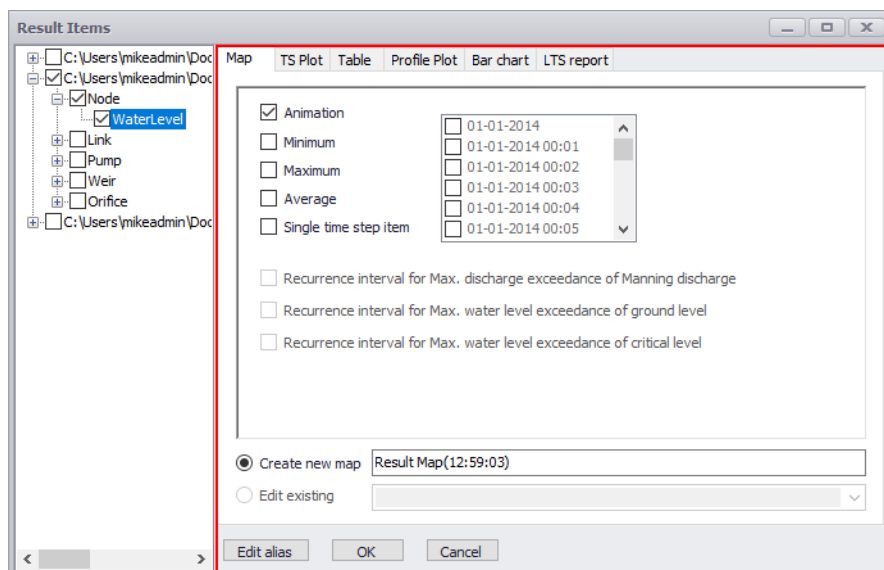 Result Items
C:\Users\mikeadmin\Doc
C:\Users\mikeadmin\Doc
Node
WaterLevel
Link
Pump
Weir
Orifice
C:\Users\mikeadmin\Doc
Map TS Plot Table Profile Plot Bar chart LTS report
Animation
Minimum
Maximum
Average
Single time step item
01-01-2014
01-01-2014 00:01
01-01-2014 00:02
01-01-2014 00:03
01-01-2014 00:04
01-01-2014 00:05
Recurrence interval for Max. discharge exceedance of Manning discharge
Recurrence interval for Max. water level exceedance of ground level
Recurrence interval for Max. water level exceedance of critical level
Create new map Result Map(12:59:03)
Edit existing
Edit alias OK Cancel